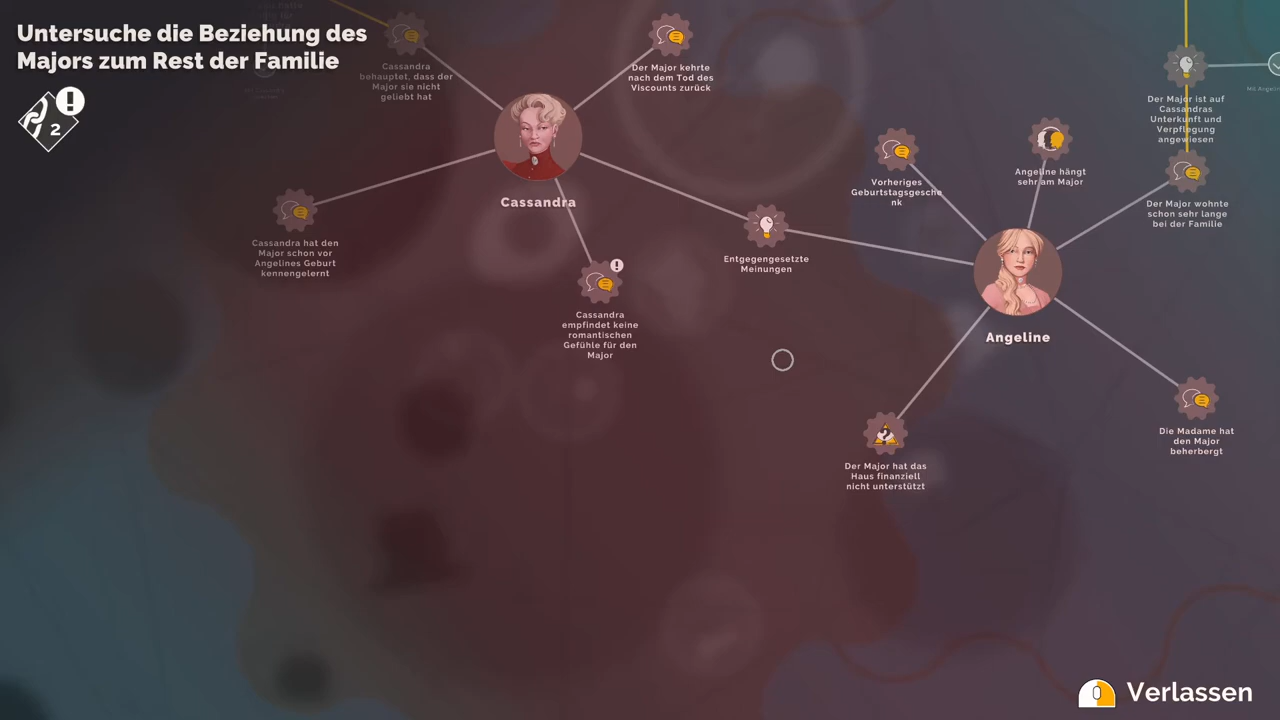 Untersuche die Beziehung des
Majors zum Rest der Familie
2
Cassandra
behauptet, dass der
Major sie nicht
geliebt hat
Der Major kehrte
nach dem Tod des
Viscounts zurück
Cassandra
Cassandra hat den
Major schon vor
Angelines Geburt
kennengelernt
Cassandra
empfindet keine
romantischen
Gefühle für den
Major
Entgegengesetzte
Meinungen
Vorheriges
Geburtstagsgesche
nk
Angeline hängt
sehr am Major
Der Major ist auf
Cassandras
Unterkunft und
Verpflegung
angewiesen
Der Major wohnte
schon sehr lange
bei der Familie
Angeline
Der Major hat das
Haus finanziell
nicht unterstützt
Die Madame hat
den Major
beherbergt
Verlassen